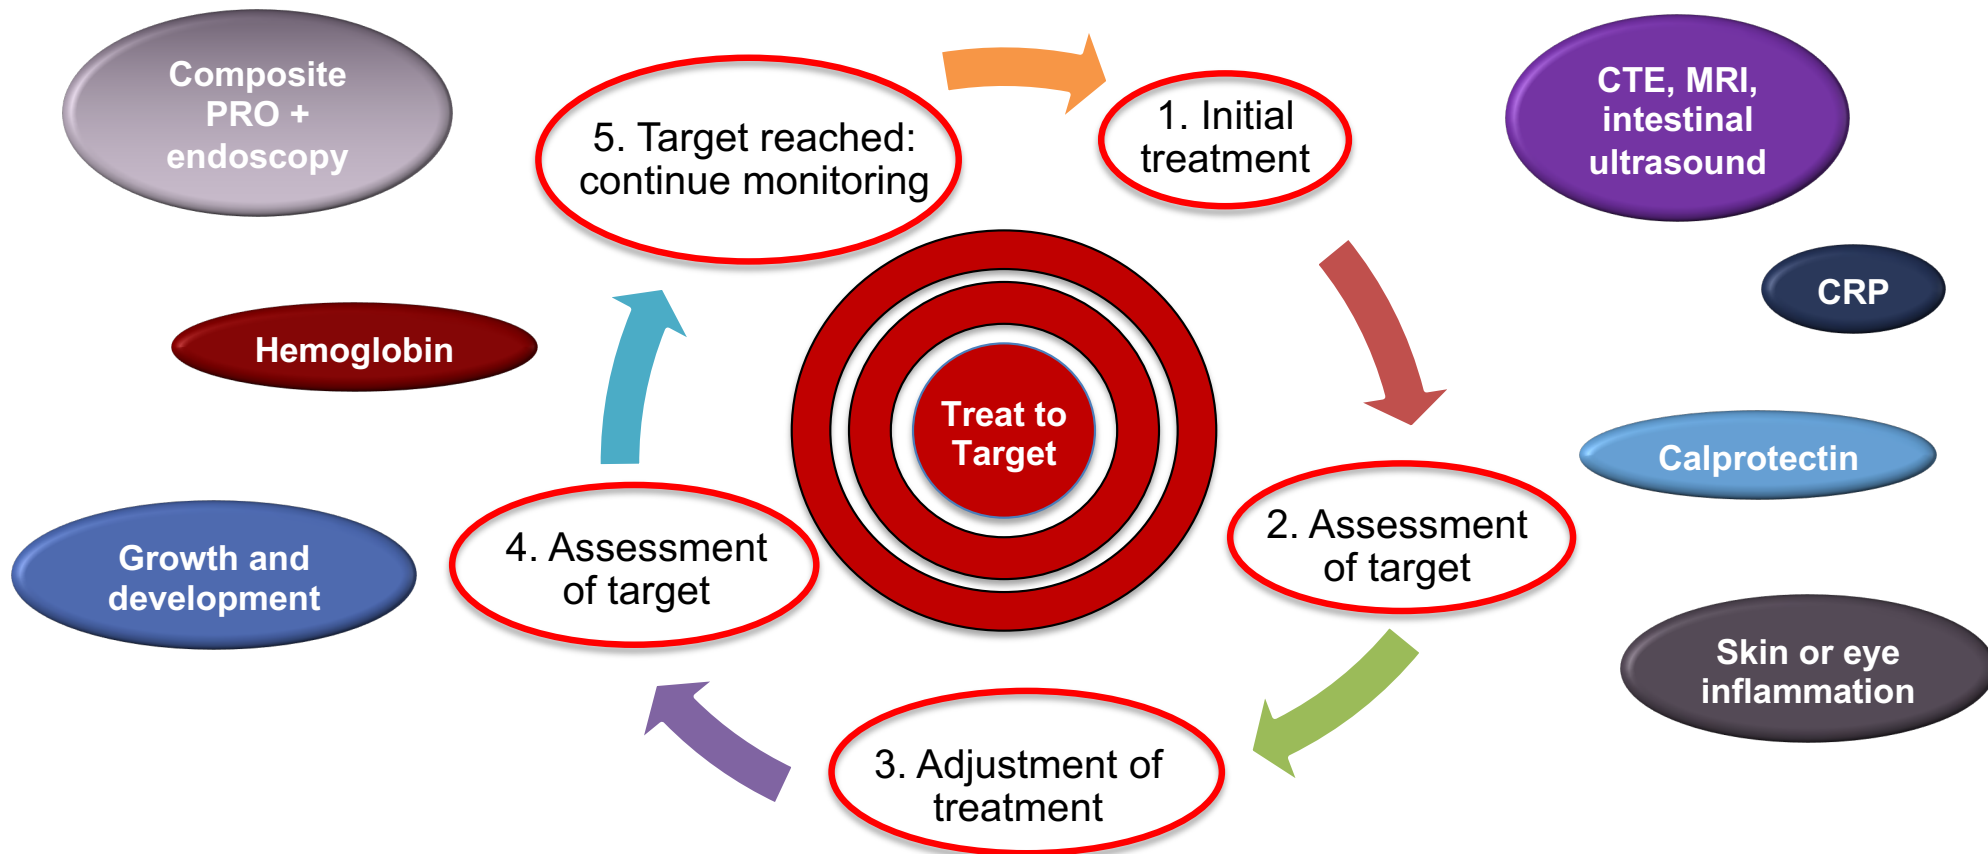 Composite
PRO +
endoscopy
5. Target reached:
continue monitoring
1. Initial
treatment
CTE, MRI,
intestinal
ultrasound
CRP
Hemoglobin
Treat to
Target
Calprotectin
Growth and
development
4. Assessment
of target
2. Assessment
of target
Skin or eye
inflammation
3. Adjustment of
treatment